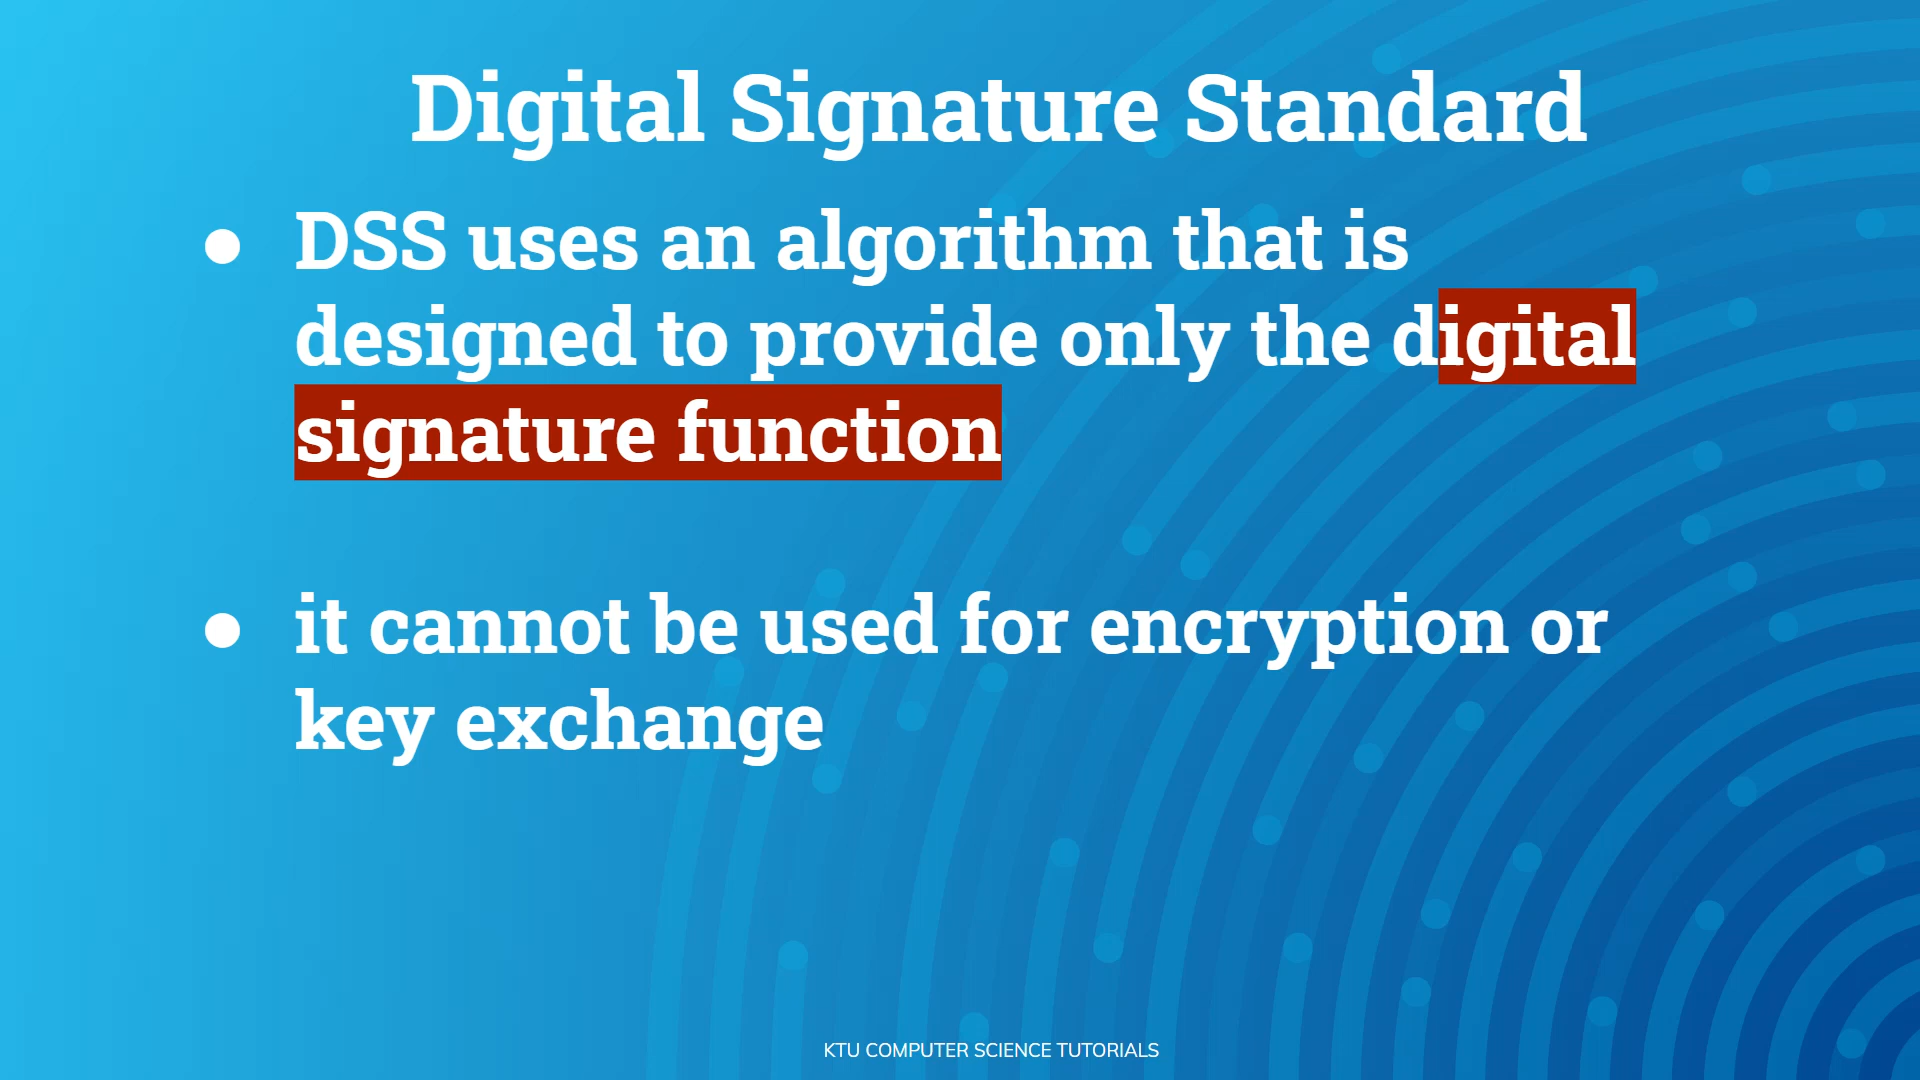 Digital Signature Standard
● DSS uses an algorithm that is
designed to provide only the digital
signature function
● it cannot be used for encryption or
key exchange
KTU COMPUTER SCIENCE TUTORIALS